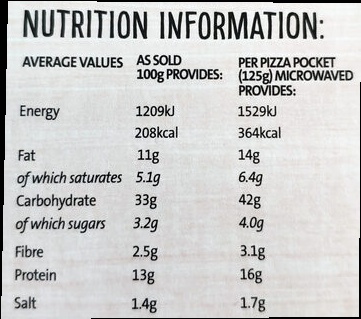 NUTRITION INFORMATION:
AVERAGE VALUES AS SOLD PER PIZZA POCKET
100g PROVIDES: (125g) MICROWAVED
PROVIDES:
Energy 1209kJ 1529kJ
208kcal 364kcal
Fat 11g 14g
of which saturates 5.1g 6.4g
Carbohydrate 33g 42g
of which sugars 3.2g 4.0g
Fibre 2.5g 3.1g
Protein 13g 16g
Salt 1.4g 1.7g